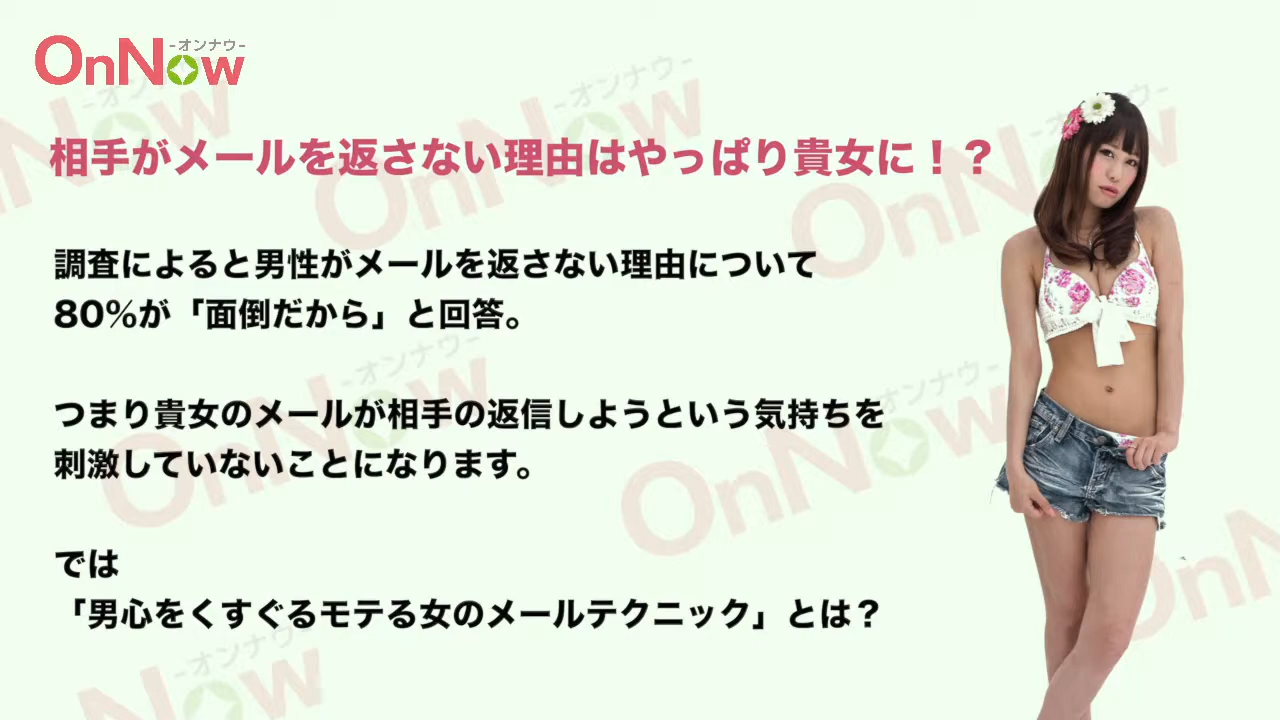 OnNow -オンナウ-
相手がメールを返さない理由はやっぱり貴女に！？
調査によると男性がメールを返さない理由について
80％が「面倒だから」と回答。
つまり貴女のメールが相手の返信しようという気持ちを
刺激していないことになります。
では
「男心をくすぐるモテる女のメールテクニック」とは？